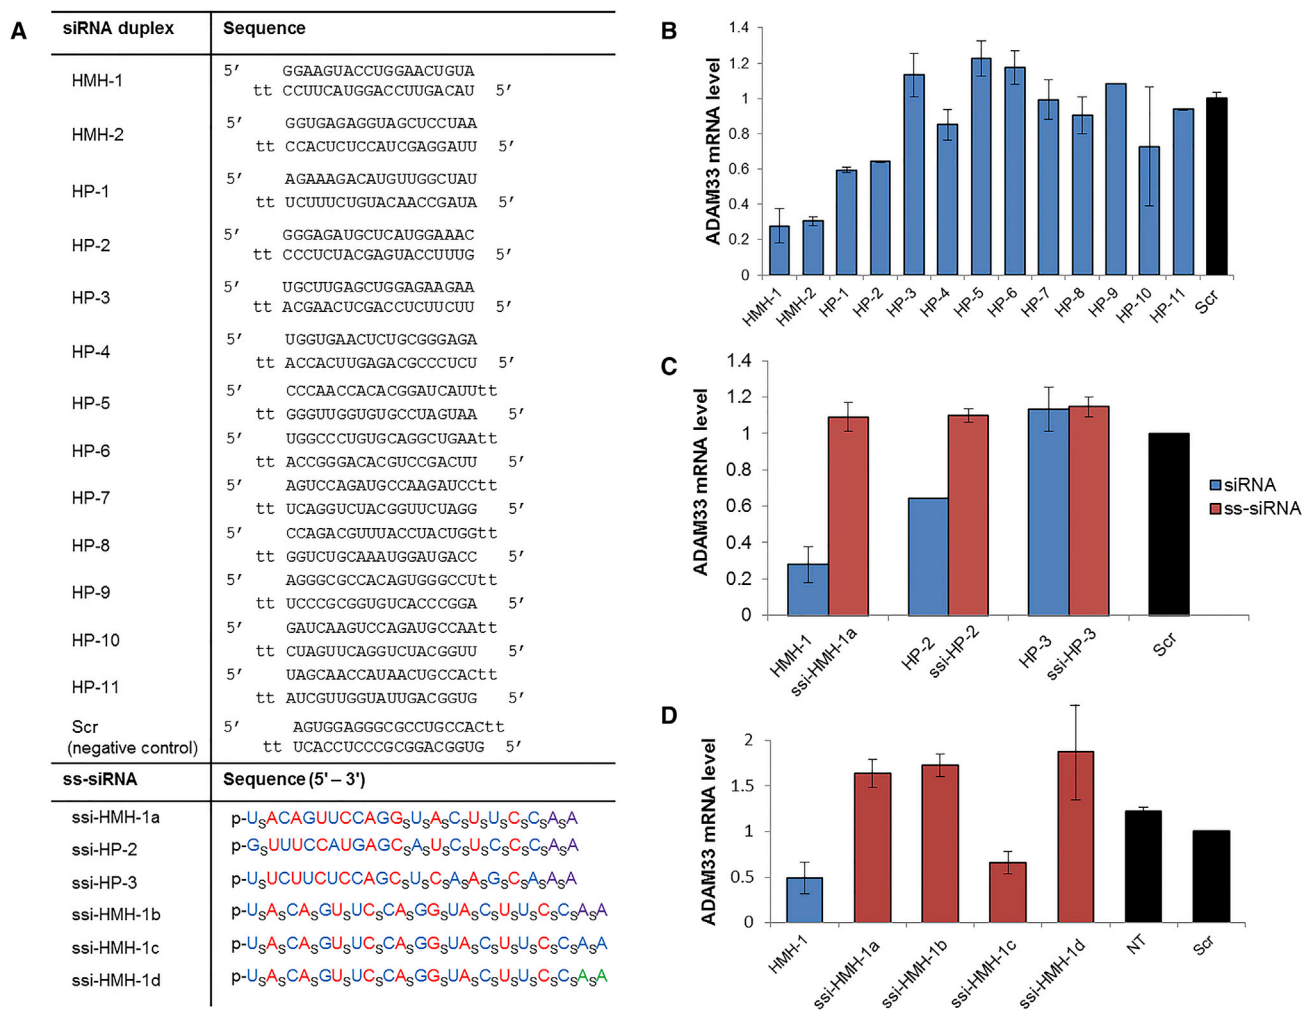 A
siRNA duplex Sequence
HMH-1
5’ GGAAGUACCUGGAACUGUA
tt CCUUCAUGGACCUUGACAU 5’
HMH-2
5’ GGUGAGAGGUAGCUCCUAA
tt CCACUCUCCAUCGAGGAUU 5’
HP-1
5’ AGAAAGACAUGUUGGCUAU
tt UCUUUCUGUACAACCGAUA 5’
HP-2
5’ GGGAGAUGCUCAUGGAAAC
tt CCCUCUACGAGUACCUUUG 5’
HP-3
5’ UGCUUGAGCUGGAGAAGAA
tt ACGAACUCGACCUCUUCUU 5’
HP-4
5’ UGGUGAACUCUGCGGGAGA
tt ACCACUUGAGACGCCCUCU 5’
HP-5
5’ CCCAACCACACGGAUCAUUtt
tt GGGUUGGUGUGCCUAGUAA 5’
HP-6
5’ UGGCCCUGUGCAGGCUGAAtt
tt ACCGGGACACGUCCGACUU 5’
HP-7
5’ AGUCCAGAUGCCAAGAUCCtt
tt UCAGGUCUACGGUUCUAGG 5’
HP-8
5’ CCAGACGUUUACCUACUGGtt
tt GGUCUGCAAAUGGAUGACC 5’
HP-9
5’ AGGGCGCCACAGUGGGCCUtt
tt UCCCGCGGUGUCACCCGGA 5’
HP-10
5’ GAUCAAGUCCAGAUGCCAAtt
tt CUAGUUCAGGUCUACGGUU 5’
HP-11
5’ UAGCAACCAUAACUGCCACtt
tt AUCGUUGGUAUUGACGGUG 5’
Scr
(negative control)
5’ AGUGGAGGGCGCCUGCCACtt
tt UCACCUCCCGCGGACGGUG 5’
ss-siRNA Sequence (5' – 3')
ssi-HMH-1a p-UsACAGUUCCAGGsUsAsCsUsUsCsCsAsA
ssi-HP-2 p-GsUUUCCAUGAGCsAsUsCsUsCsCsCsAsA
ssi-HP-3 p-UsUCUUCUCCAGCsUsCsAsAsGsCsAsAsA
ssi-HMH-1b p-UsAsCAsGUsUCsCAsGGsUAsCsUsUsCsCsAsA
ssi-HMH-1c p-UsAsCAsGUsUCsCAsGGsUAsCsUsUsCsCsAsA
ssi-HMH-1d p-UsAsCAsGUsUCsCAsGGsUAsCsUsUsCsCsAsA
B
ADAM33 mRNA level
1.4
1.2
1
0.8
0.6
0.4
0.2
0
HMH-1 HMH-2 HP-1 HP-2 HP-3 HP-4 HP-5 HP-6 HP-7 HP-8 HP-9 HP-10 HP-11 Scr
C
ADAM33 mRNA level
1.4
1.2
1
0.8
0.6
0.4
0.2
0
HMH-1 ssi-HMH-1a HP-2 ssi-HP-2 HP-3 ssi-HP-3 Scr
siRNA
ss-siRNA
D
ADAM33 mRNA level
2
1.5
1
0.5
0
HMH-1 ssi-HMH-1a ssi-HMH-1b ssi-HMH-1c ssi-HMH-1d NT Scr